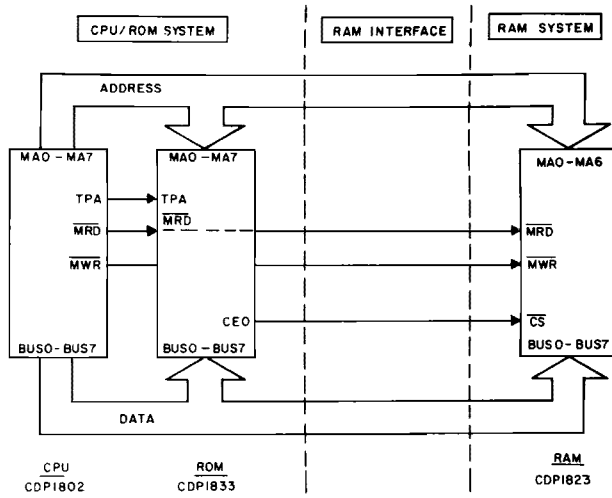 CPU/ROM SYSTEM
RAM INTERFACE
RAM SYSTEM
ADDRESS
MA0-MA7
MA0-MA7
MA0-MA6
TPA
TPA
MRD
MRD
MRD
MWR
MWR
CEO
CS
BUS0-BUS7
BUS0-BUS7
BUS0-BUS7
DATA
CPU
CDP1802
ROM
CDP1833
RAM
CDP1823